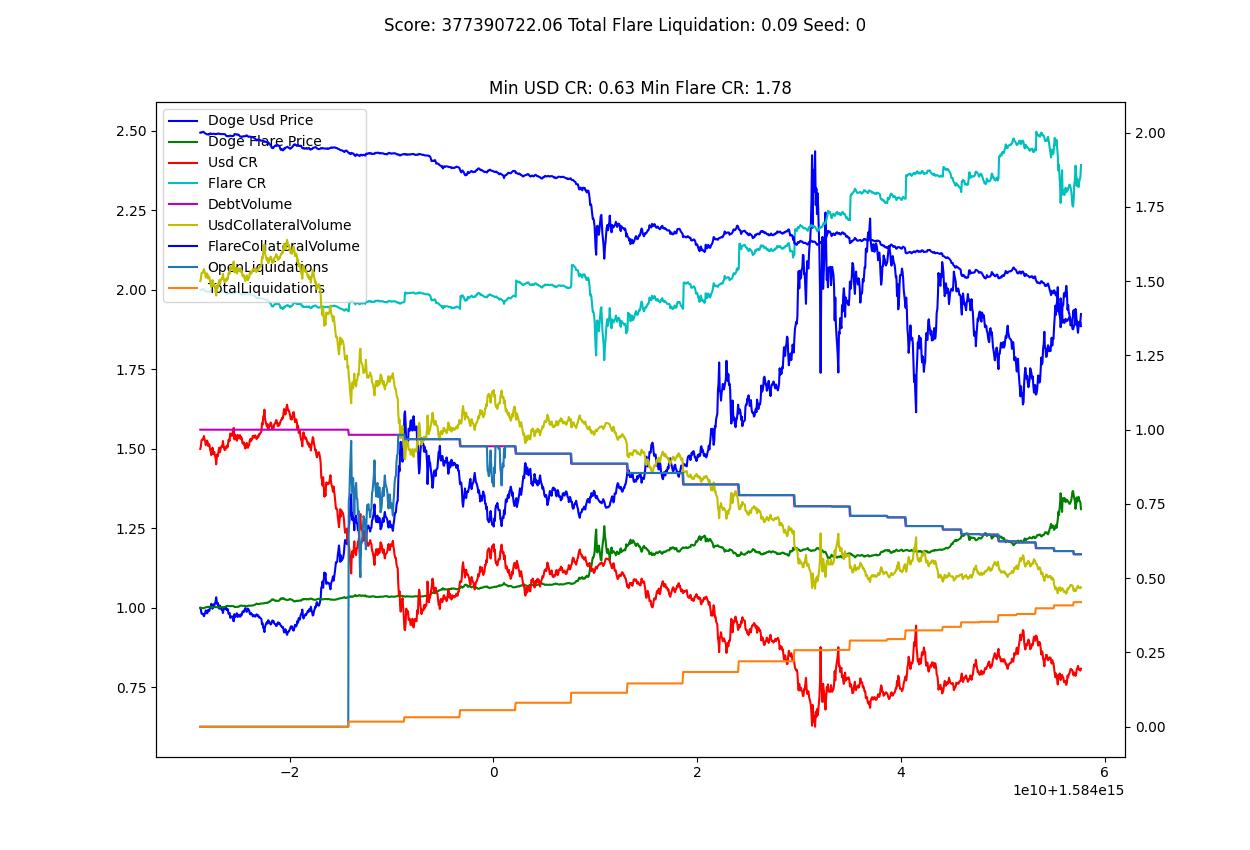 Score: 377390722.06 Total Flare Liquidation: 0.09 Seed: 0
Min USD CR: 0.63 Min Flare CR: 1.78
Doge Usd Price
Doge Flare Price
Usd CR
Flare CR
DebtVolume
UsdCollateralVolume
FlareCollateralVolume
OpenLiquidations
TotalLiquidations
2.50
2.25
2.00
1.75
1.50
1.25
1.00
0.75
2.00
1.75
1.50
1.25
1.00
0.75
0.50
0.25
0.00
−2
0
2
4
6
1e10+1.584e15